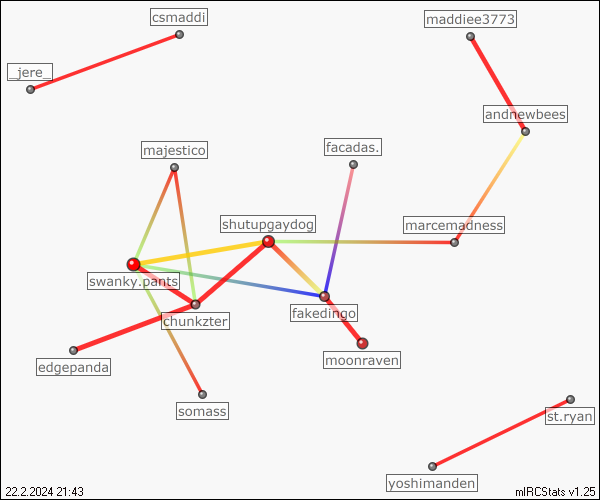 csmaddi
maddiee3773
_jere_
andnewbees
majestico
facadas.
shutupgaydog
marcemadness
swanky.pants
fakedingo
chunkzter
moonraven
edgepanda
somass
st.ryan
yoshimanden
22.2.2024 21:43
mIRCStats v1.25